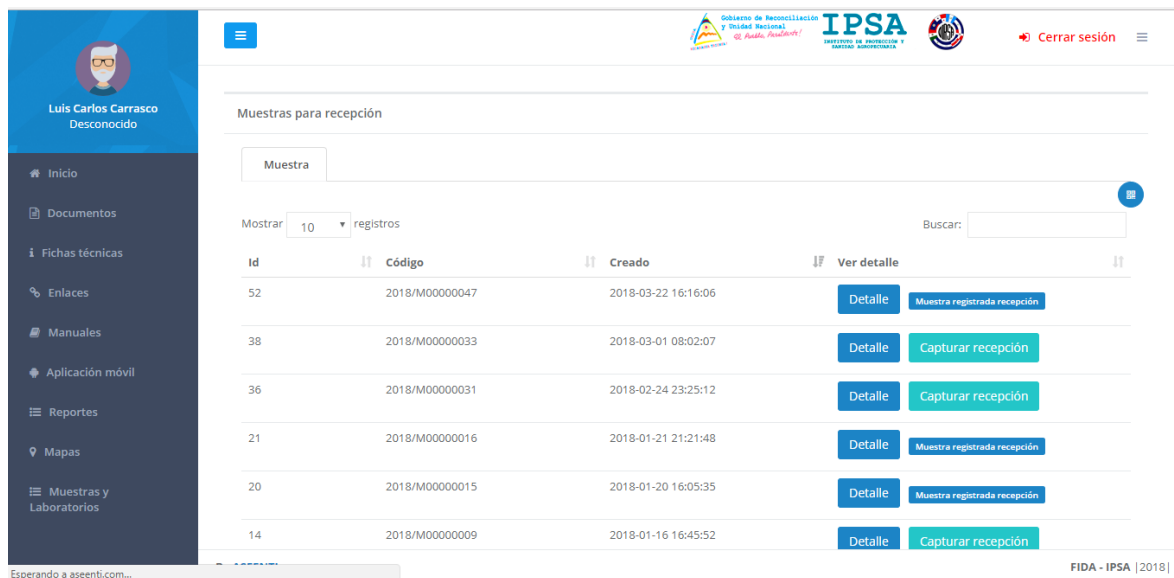 Gobierno de Reconciliación
y Unidad Nacional
El Pueblo, Presidente!
IPSA
INSTITUTO DE PROTECCIÓN Y
SANIDAD AGROPECUARIA
Cerrar sesión
Luis Carlos Carrasco
Desconocido
Inicio
Documentos
Fichas técnicas
Enlaces
Manuales
Aplicación móvil
Reportes
Mapas
Muestras y
Laboratorios
Muestras para recepción
Muestra
Mostrar 10 registros
Buscar:
Id Código Creado Ver detalle
52 2018/M00000047 2018-03-22 16:16:06 Detalle Muestra registrada recepción
38 2018/M00000033 2018-03-01 08:02:07 Detalle Capturar recepción
36 2018/M00000031 2018-02-24 23:25:12 Detalle Capturar recepción
21 2018/M00000016 2018-01-21 21:21:48 Detalle Muestra registrada recepción
20 2018/M00000015 2018-01-20 16:05:35 Detalle Muestra registrada recepción
14 2018/M00000009 2018-01-16 16:45:52 Detalle Capturar recepción
FIDA - IPSA |2018|
Esperando a aseenti.com...